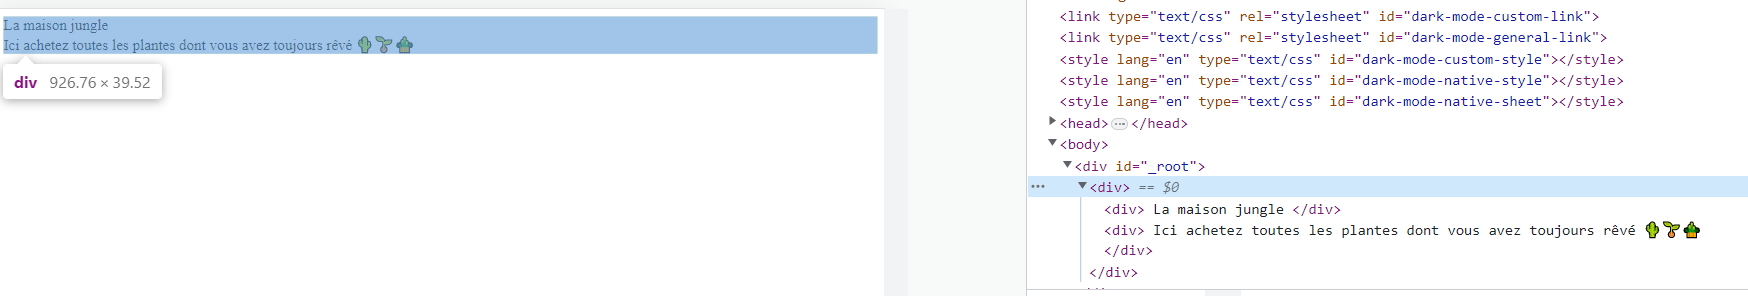 La maison jungle
Ici achetez toutes les plantes dont vous avez toujours rêvé 🌵🌱🪴
div 926.76 × 39.52
<link type="text/css" rel="stylesheet" id="dark-mode-custom-link">
<link type="text/css" rel="stylesheet" id="dark-mode-general-link">
<style lang="en" type="text/css" id="dark-mode-custom-style"></style>
<style lang="en" type="text/css" id="dark-mode-native-style"></style>
<style lang="en" type="text/css" id="dark-mode-native-sheet"></style>
<head>⋯</head>
<body>
<div id="_root">
⋯ <div> == $0
<div> La maison jungle </div>
<div> Ici achetez toutes les plantes dont vous avez toujours rêvé 🌵🌱🪴
</div>
</div>